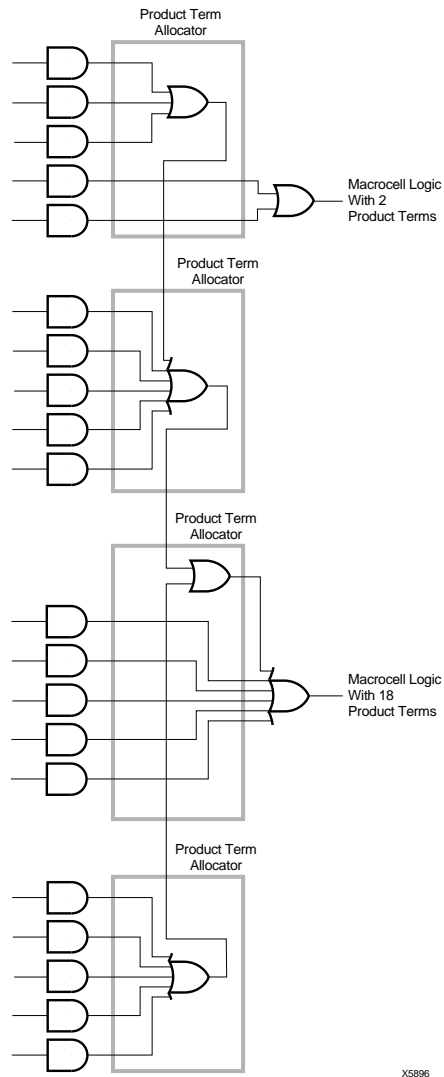 Product Term
Allocator
Macrocell Logic
With 2
Product Terms
Product Term
Allocator
Product Term
Allocator
Macrocell Logic
With 18
Product Terms
Product Term
Allocator
X5896